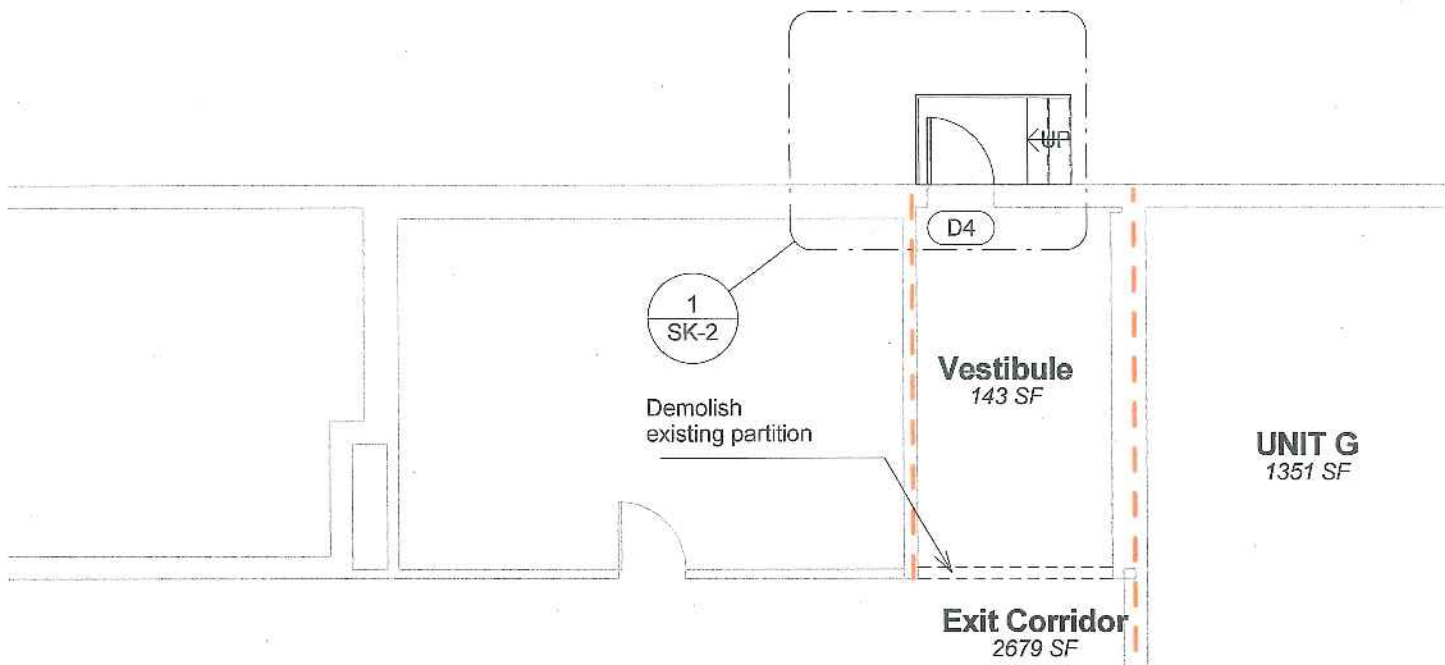 UP
D4
1
SK-2
Vestibule
143 SF
Demolish
existing partition
UNIT G
1351 SF
Exit Corridor
2679 SF